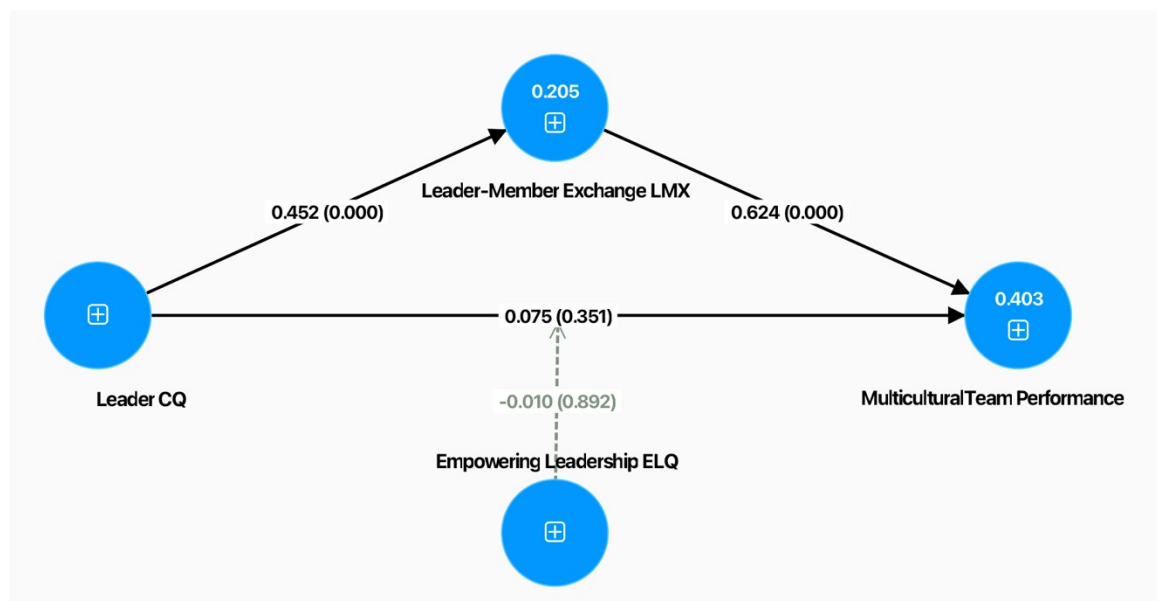 0.205
Leader-Member Exchange LMX
0.452 (0.000)
0.624 (0.000)
0.403
0.075 (0.351)
Leader CQ
MulticulturalTeam Performance
-0.010 (0.892)
Empowering Leadership ELQ